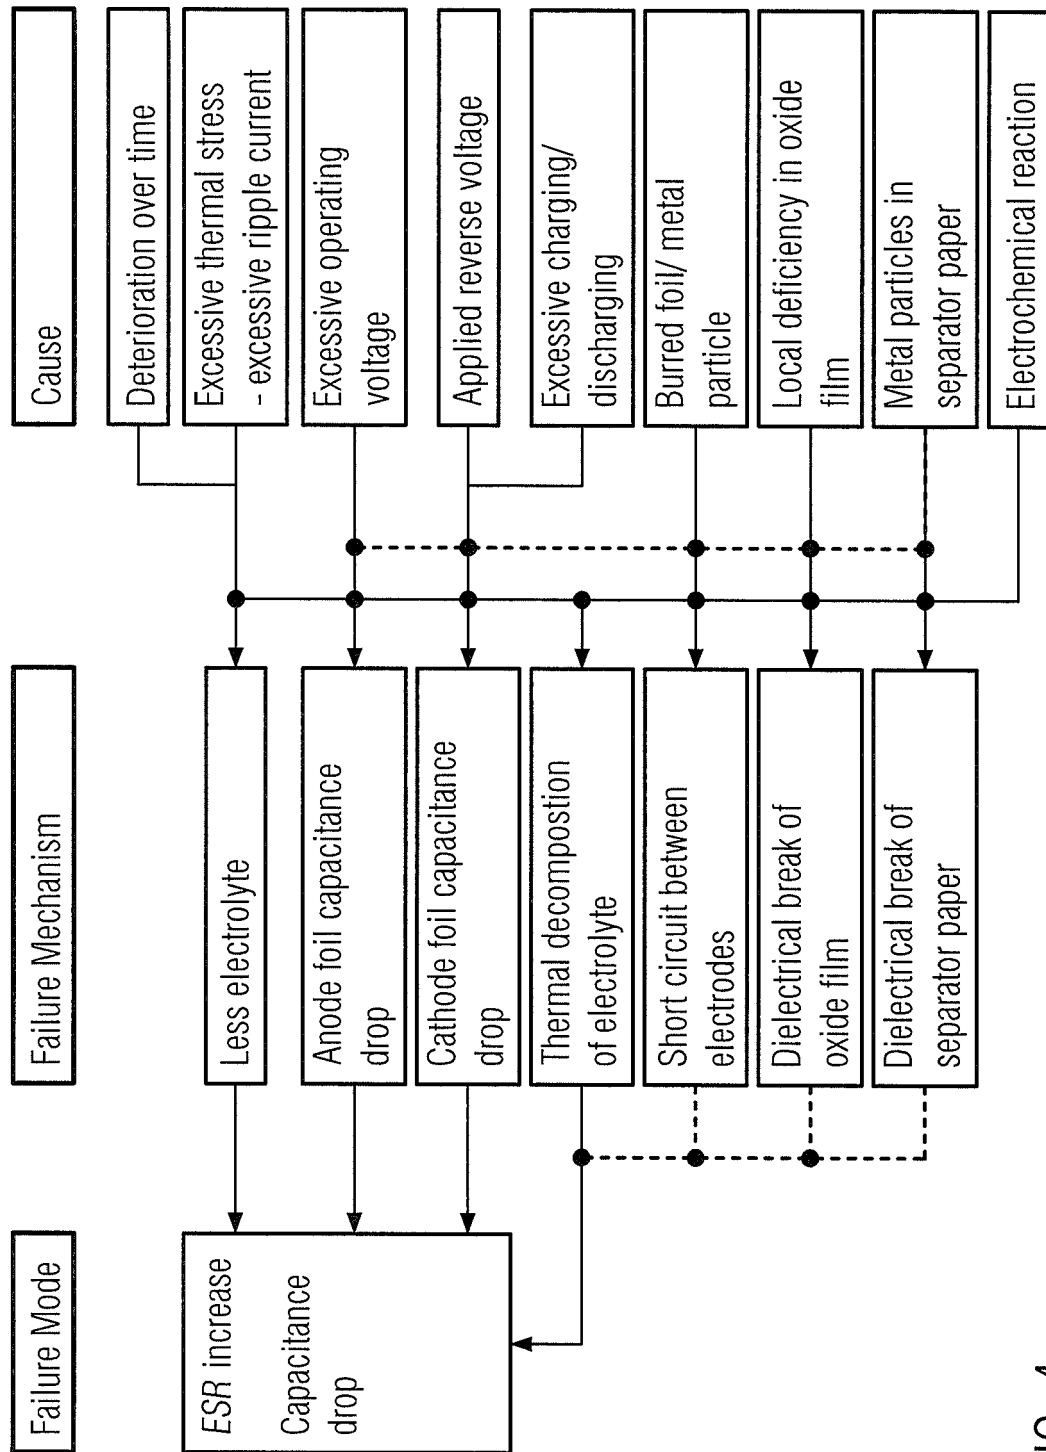 Failure Mode
ESR increase
Capacitance
drop
Failure Mechanism
Less electrolyte
Anode foil capacitance
drop
Cathode foil capacitance
drop
Thermal decompostion
of electrolyte
Short circuit between
electrodes
Dielectrical break of
oxide film
Dielectrical break of
separator paper
Cause
Deterioration over time
Excessive thermal stress
- excessive ripple current
Excessive operating
voltage
Applied reverse voltage
Excessive charging/
discharging
Burred foil/ metal
particle
Local deficiency in oxide
film
Metal particles in
separator paper
Electrochemical reaction